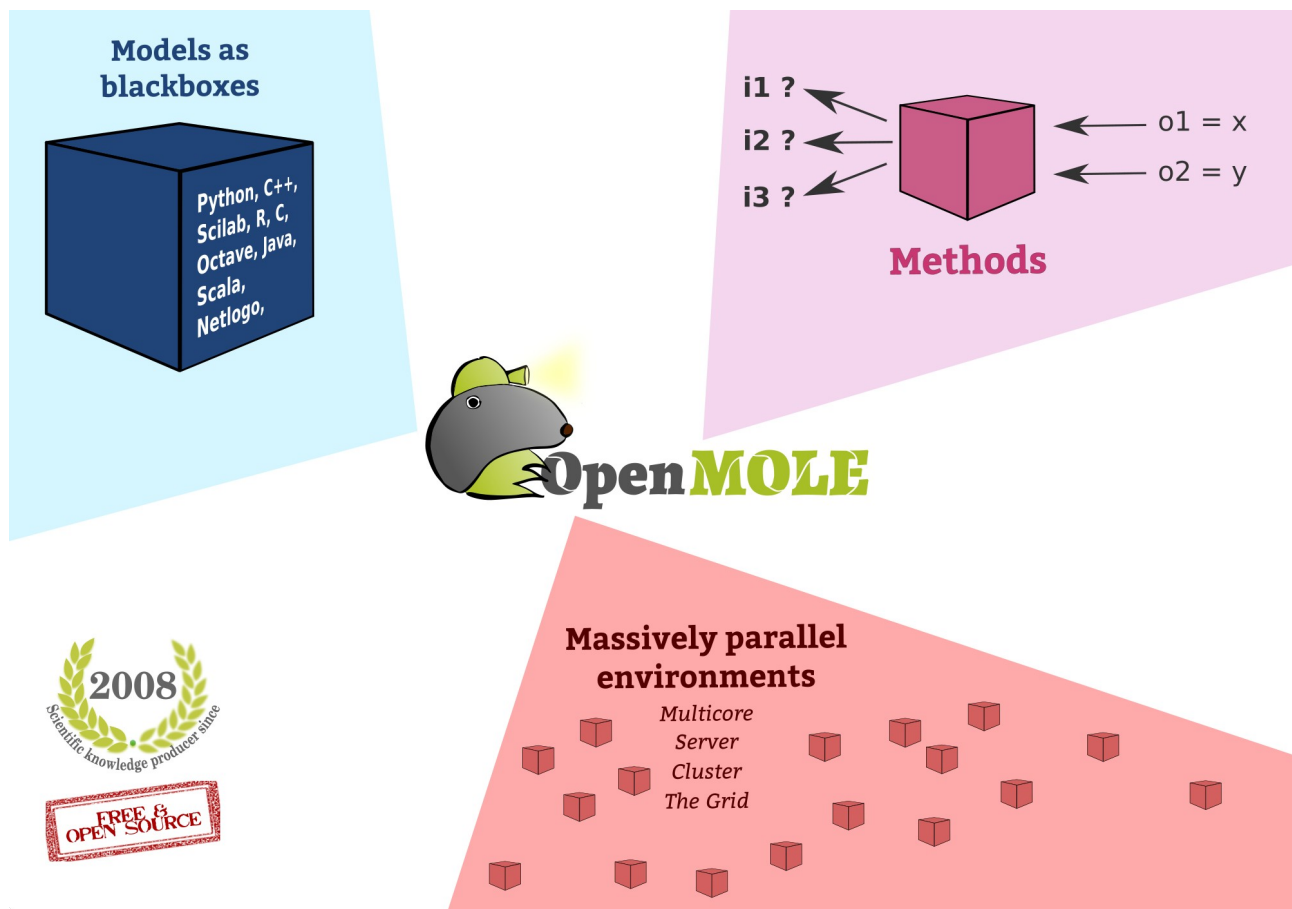 Models as
blackboxes
Python, C++,
Scilab, R, C,
Octave, Java,
Scala,
Netlogo,
i1 ?
i2 ?
i3 ?
o1 = x
o2 = y
Methods
OpenMOLE
Massively parallel
environments
Multicore
Server
Cluster
The Grid
2008
Scientific knowledge producer since
FREE &
OPEN SOURCE